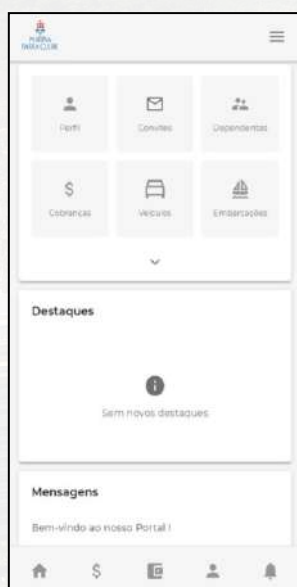 Perfil
Convites
Dependentes
Cobranças
Veículos
Embarcações
Destaques
Sem novos destaques
Mensagens
Bem-vindo ao nosso Portal !